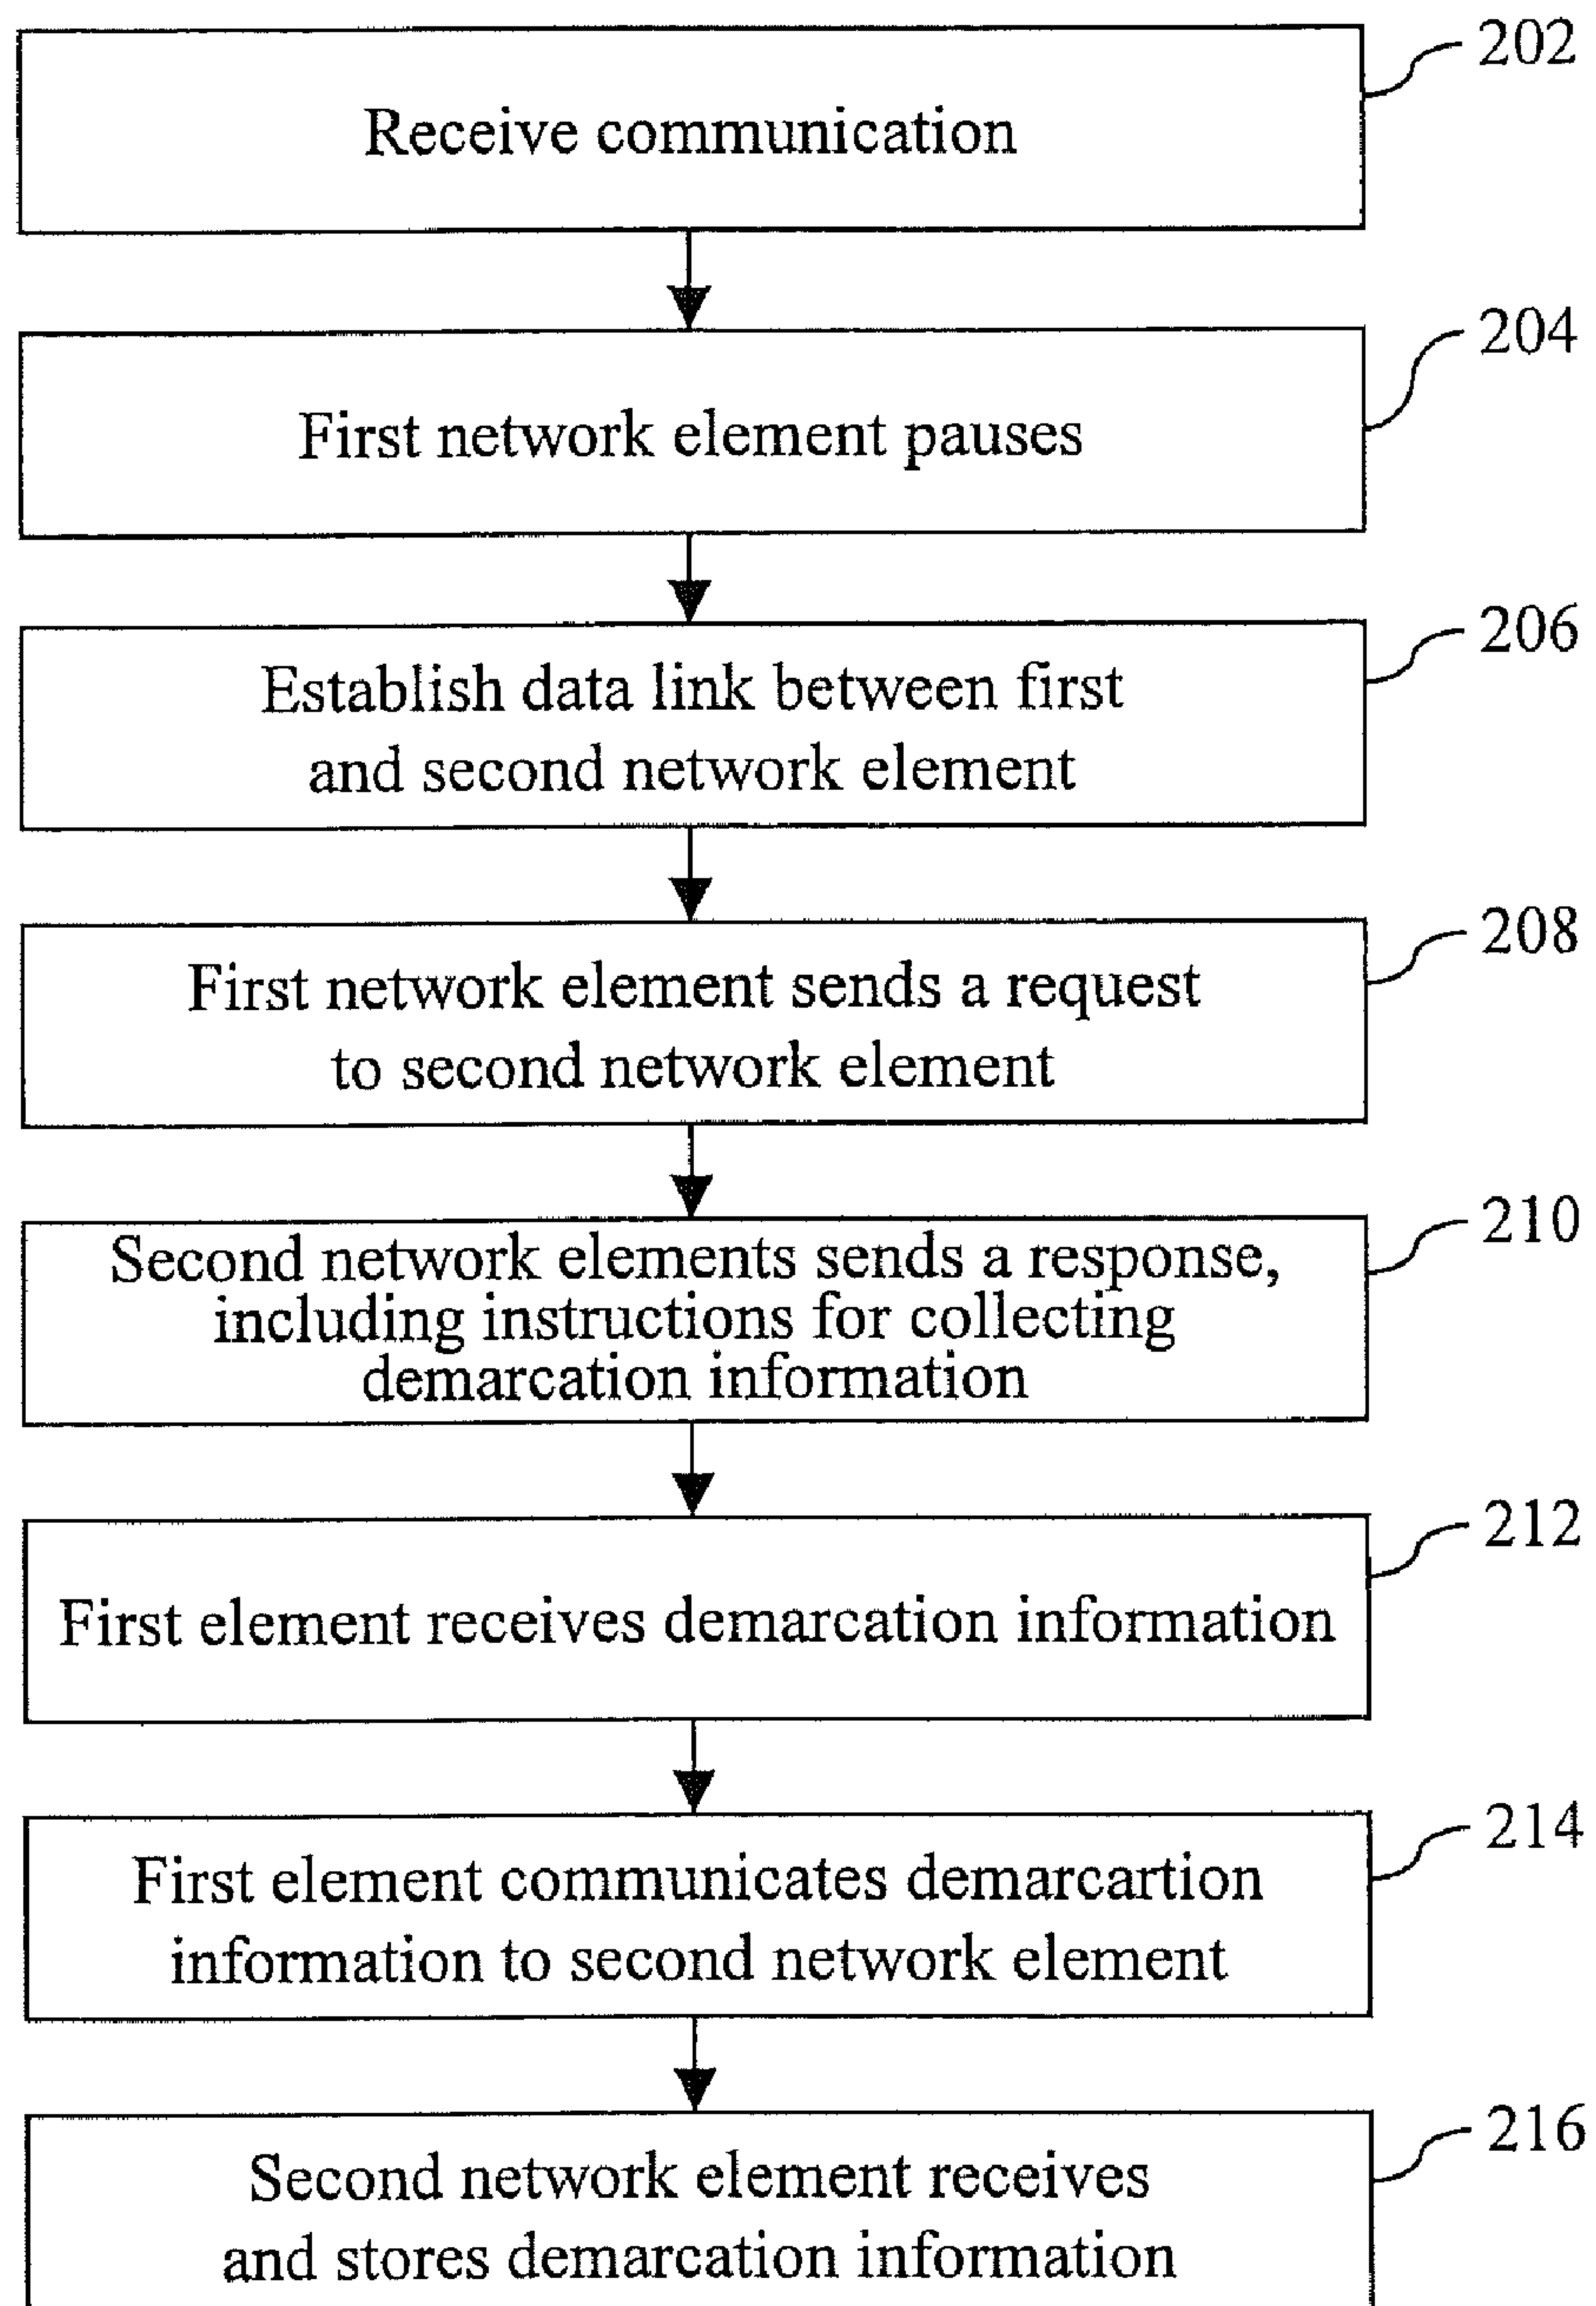 202
Receive communication
204
First network element pauses
206
Establish data link between first
and second network element
208
First network element sends a request
to second network element
210
Second network elements sends a response,
including instructions for collecting
demarcation information
212
First element receives demarcation information
214
First element communicates demarcartion
information to second network element
216
Second network element receives
and stores demarcation information